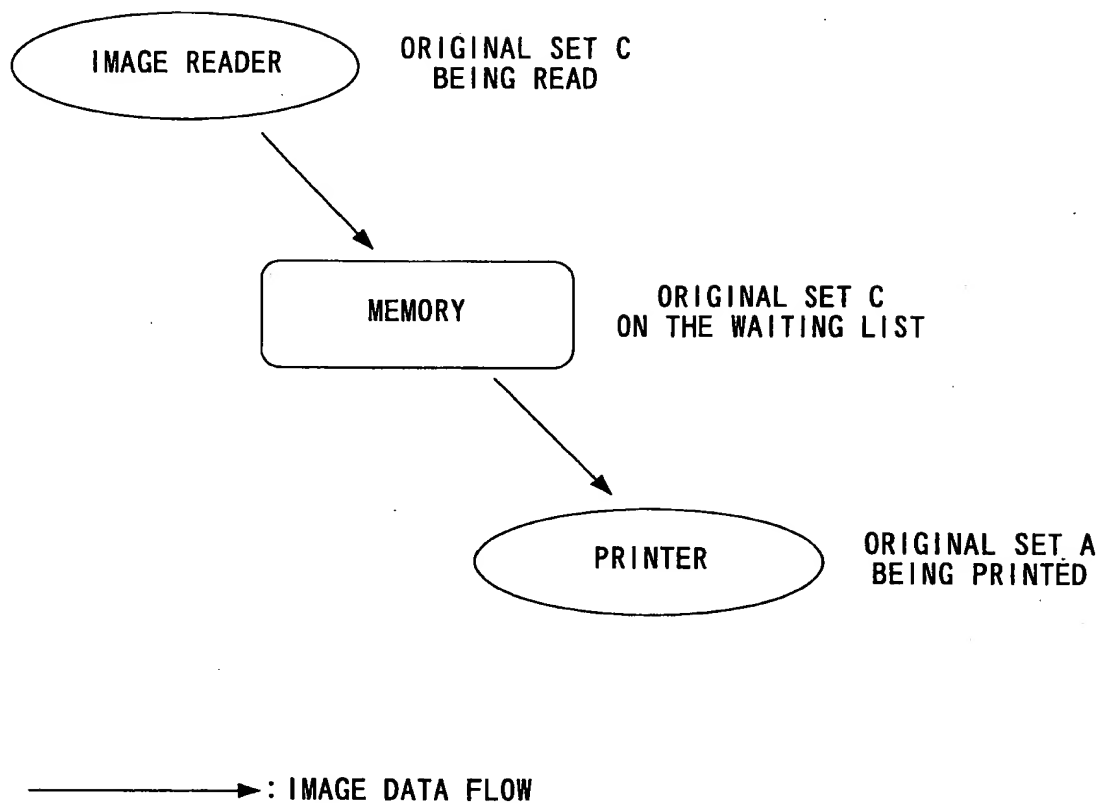 IMAGE READER
ORIGINAL SET C
BEING READ
MEMORY
ORIGINAL SET C
ON THE WAITING LIST
PRINTER
ORIGINAL SET A
BEING PRINTED
: IMAGE DATA FLOW